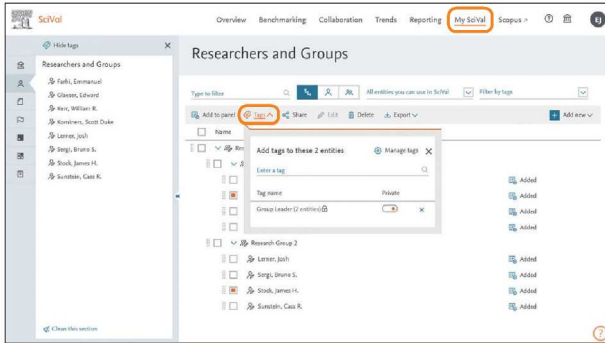 SciVal
Overview Benchmarking Collaboration Trends Reporting My SciVal Scopus EJ
Hide tags
Researchers and Groups
Farhi, Emmanuel
Glaeser, Edward
Kerr, William R.
Kominers, Scott Duke
Lerner, Josh
Sergi, Bruno S.
Stock, James H.
Sunstein, Cass R.
Clean this section
Researchers and Groups
Type to filter All entities you can use in SciVal Filter by tags
Add to panel Tags Share Edit Delete Export Add new
Name
Add tags to these 2 entities Manage tags
Enter a tag
Tag name Private
Group Leader (2 entities)
Added
Added
Added
Added
Research Group 2
Lerner, Josh Added
Sergi, Bruno S. Added
Stock, James H. Added
Sunstein, Cass R. Added